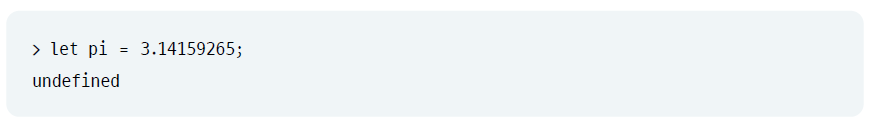 > let pi = 3.14159265;
undefined